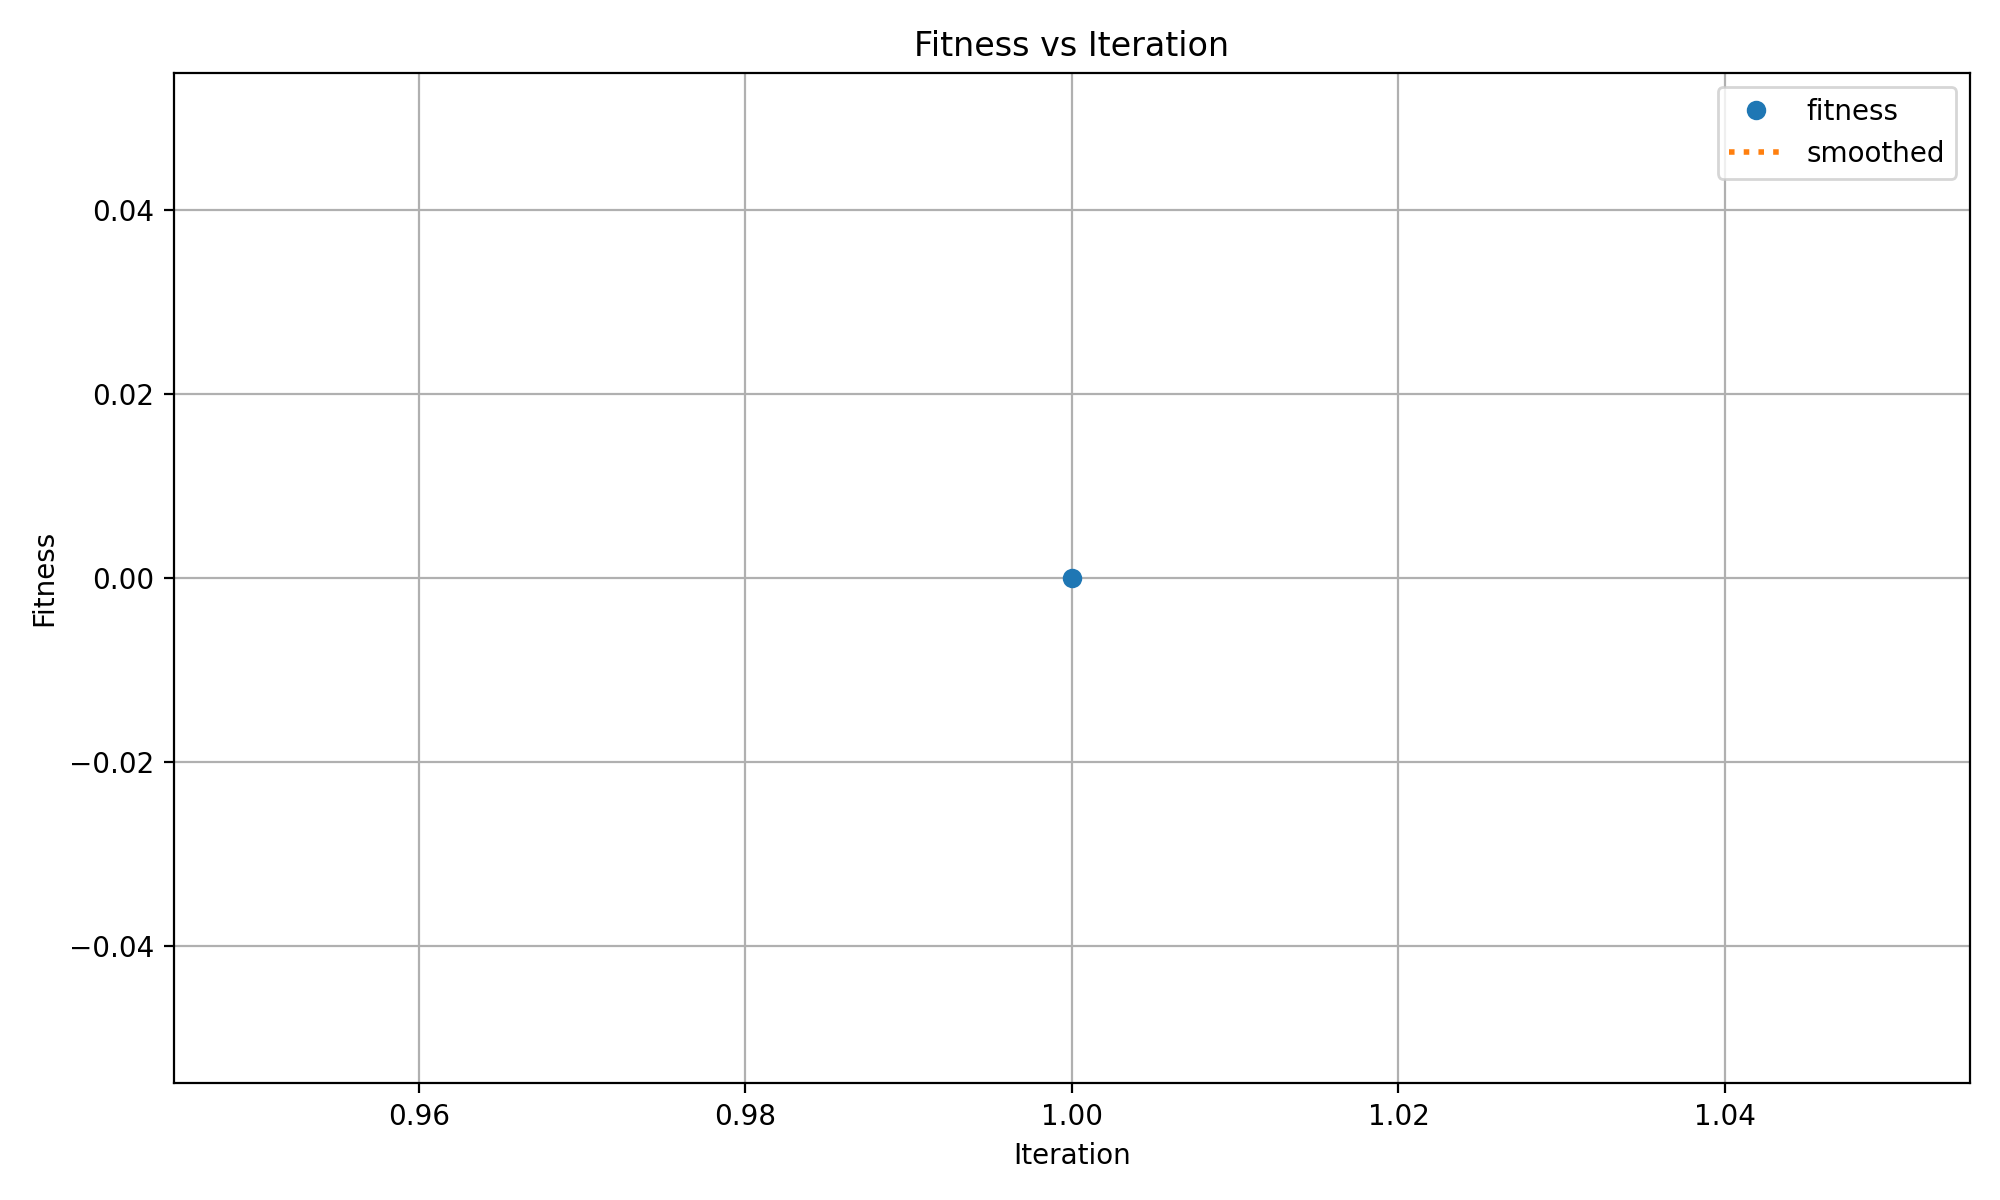 Fitness vs Iteration
fitness
smoothed
0.04
0.02
0.00
−0.02
−0.04
Fitness
0.96 0.98 1.00 1.02 1.04
Iteration